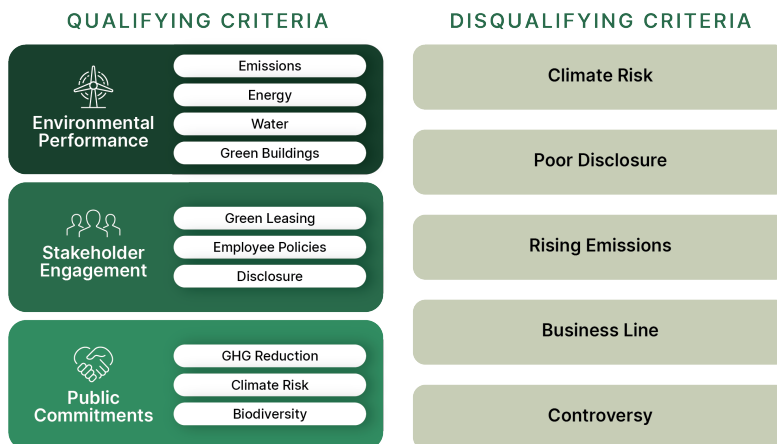 QUALIFYING CRITERIA
Environmental
Performance
Emissions
Energy
Water
Green Buildings
Stakeholder
Engagement
Green Leasing
Employee Policies
Disclosure
Public
Commitments
GHG Reduction
Climate Risk
Biodiversity
DISQUALIFYING CRITERIA
Climate Risk
Poor Disclosure
Rising Emissions
Business Line
Controversy